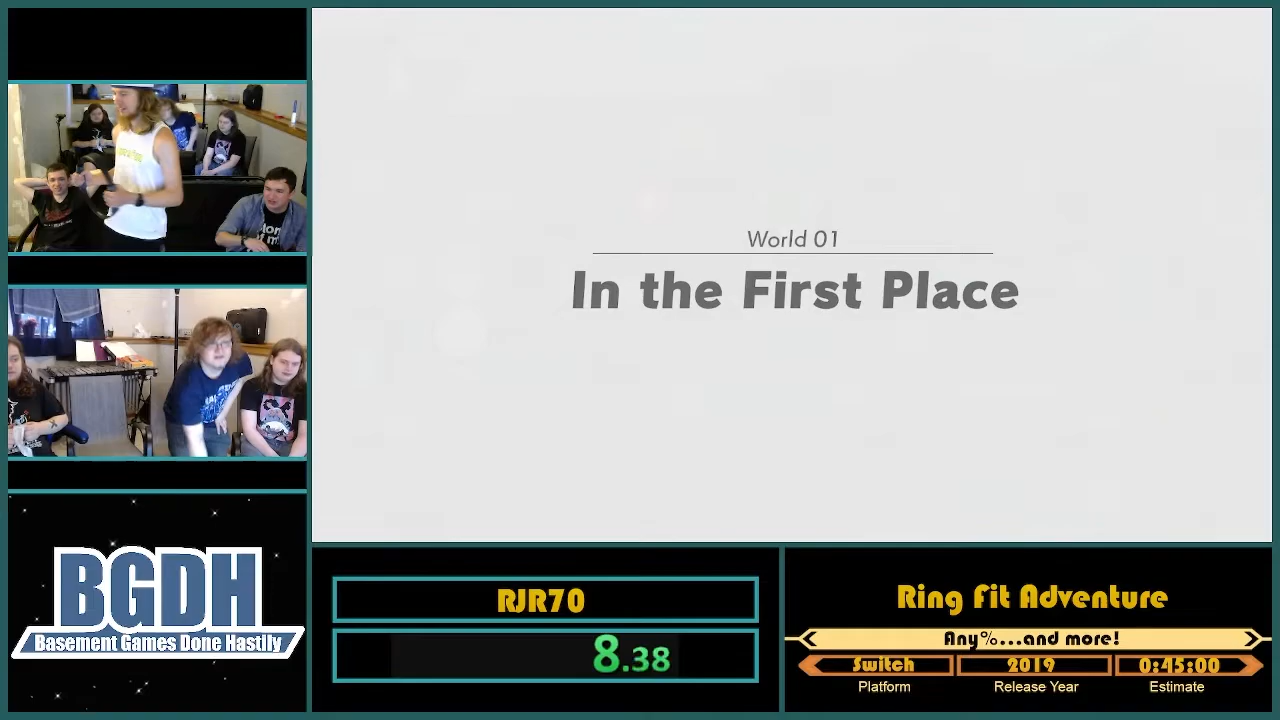 World 01
In the First Place
BGDH
Basement Games Done Hastily
RJR70
8.38
Ring Fit Adventure
Any%...and more!
Switch
2019
0:45:00
Platform
Release Year
Estimate